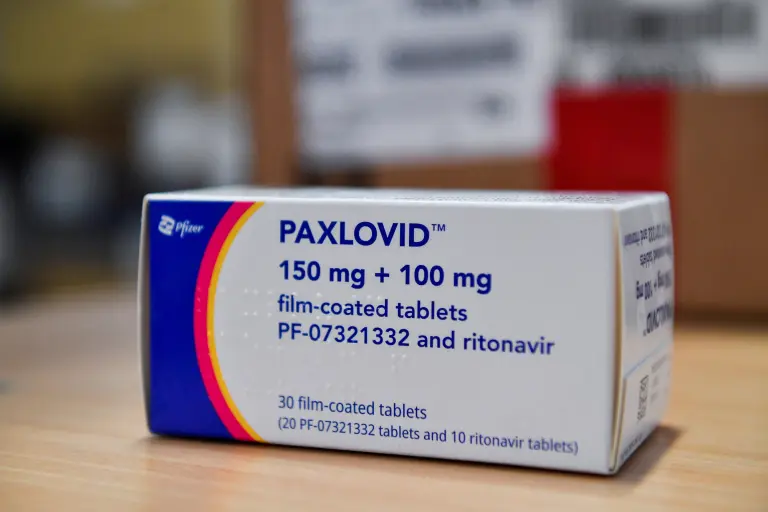 Pfizer
PAXLOVID™
150 mg + 100 mg
film-coated tablets
PF-07321332 and ritonavir
30 film-coated tablets
(20 PF-07321332 tablets and 10 ritonavir tablets)